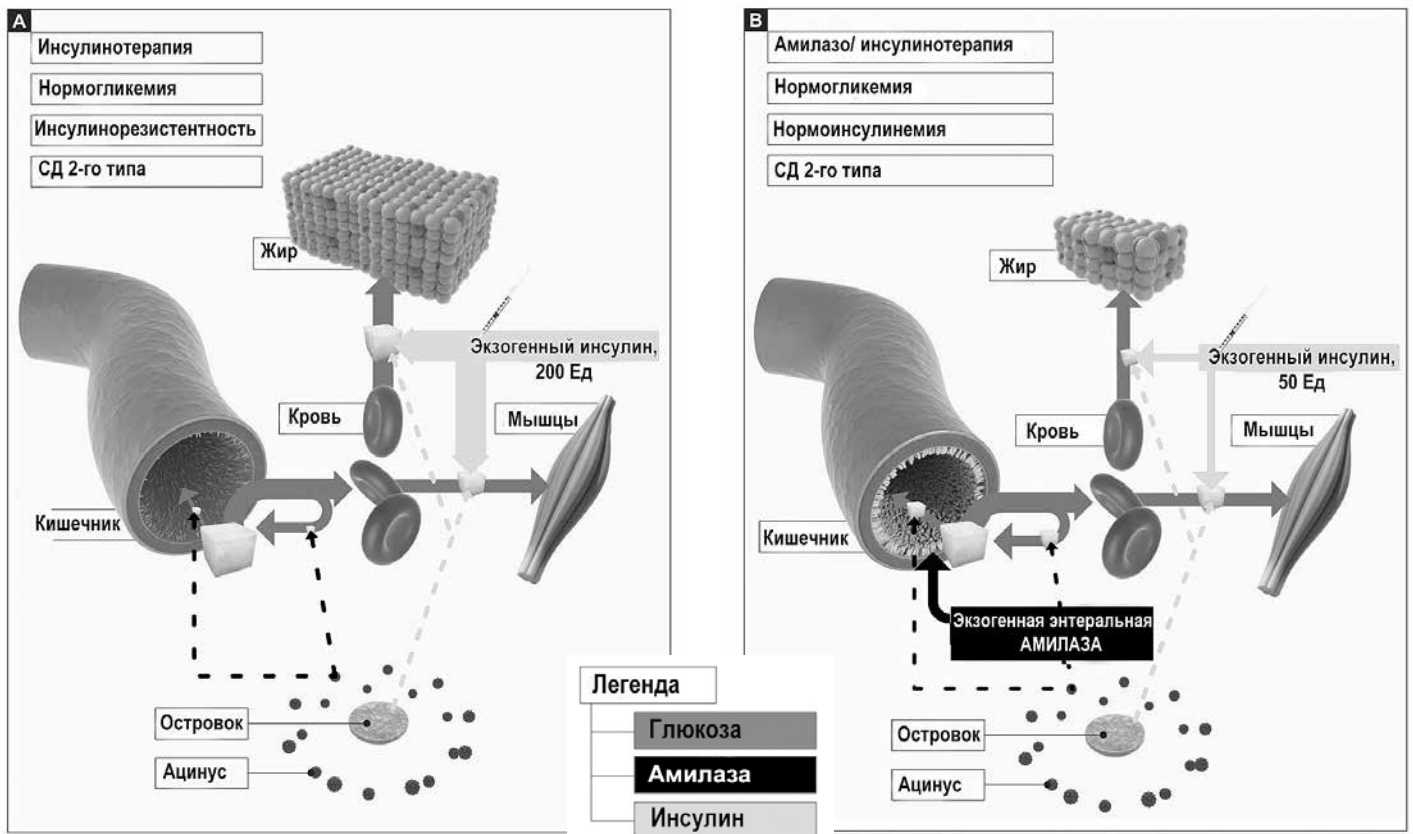 A
Инсулинотерапия
Нормогликемия
Инсулинорезистентность
СД 2-го типа
Жир
Экзогенный инсулин,
200 Ед
Кровь
Мышцы
Кишечник
Островок
Ацинус
B
Амилазо/ инсулинотерапия
Нормогликемия
Нормоинсулинемия
СД 2-го типа
Жир
Экзогенный инсулин,
50 Ед
Кровь
Мышцы
Кишечник
Экзогенная энтеральная
АМИЛАЗА
Островок
Ацинус
Легенда
Глюкоза
Амилаза
Инсулин